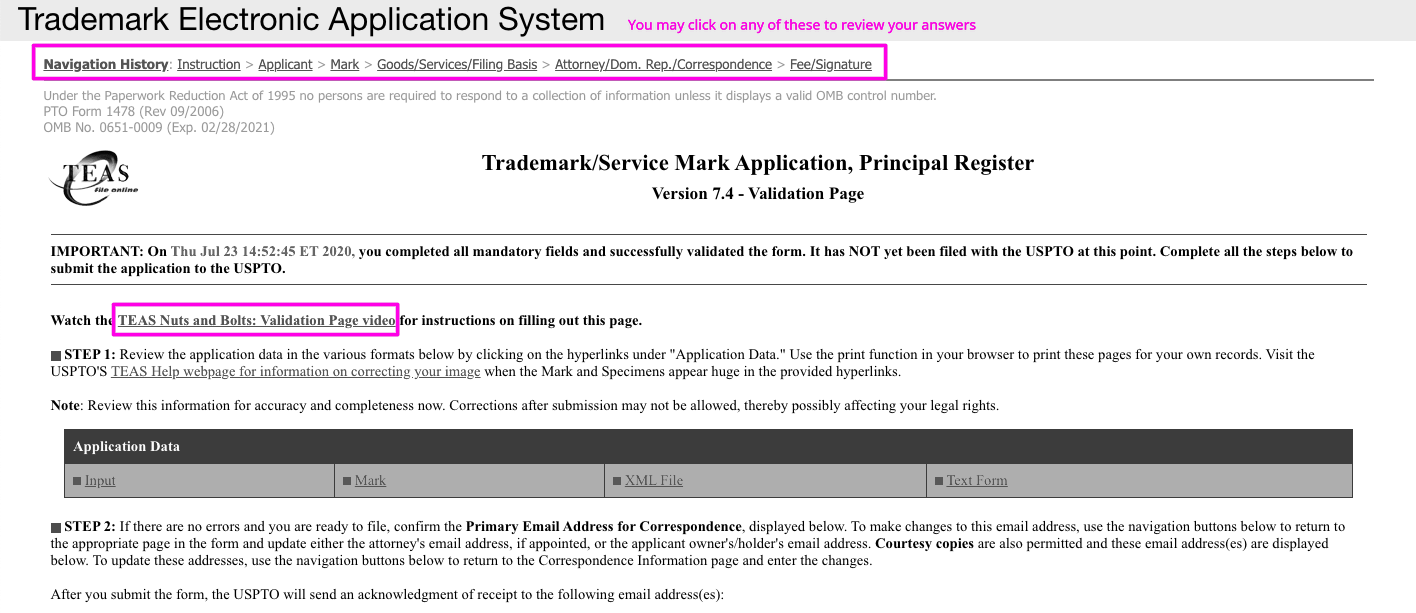 Trademark Electronic Application System You may click on any of these to review your answers
Navigation History: Instruction > Applicant > Mark > Goods/Services/Filing Basis > Attorney/Dom. Rep./Correspondence > Fee/Signature
Under the Paperwork Reduction Act of 1995 no persons are required to respond to a collection of information unless it displays a valid OMB control number.
PTO Form 1478 (Rev 09/2006)
OMB No. 0651-0009 (Exp. 02/28/2021)
TEAS
file online
Trademark/Service Mark Application, Principal Register
Version 7.4 - Validation Page
IMPORTANT: On Thu Jul 23 14:52:45 ET 2020, you completed all mandatory fields and successfully validated the form. It has NOT yet been filed with the USPTO at this point. Complete all the steps below to
submit the application to the USPTO.
Watch the TEAS Nuts and Bolts: Validation Page video for instructions on filling out this page.
STEP 1: Review the application data in the various formats below by clicking on the hyperlinks under "Application Data." Use the print function in your browser to print these pages for your own records. Visit the
USPTO'S TEAS Help webpage for information on correcting your image when the Mark and Specimens appear huge in the provided hyperlinks.
Note: Review this information for accuracy and completeness now. Corrections after submission may not be allowed, thereby possibly affecting your legal rights.
Application Data
Input Mark XML File Text Form
STEP 2: If there are no errors and you are ready to file, confirm the Primary Email Address for Correspondence, displayed below. To make changes to this email address, use the navigation buttons below to return to
the appropriate page in the form and update either the attorney's email address, if appointed, or the applicant owner's/holder's email address. Courtesy copies are also permitted and these email address(es) are displayed
below. To update these addresses, use the navigation buttons below to return to the Correspondence Information page and enter the changes.
After you submit the form, the USPTO will send an acknowledgment of receipt to the following email address(es):